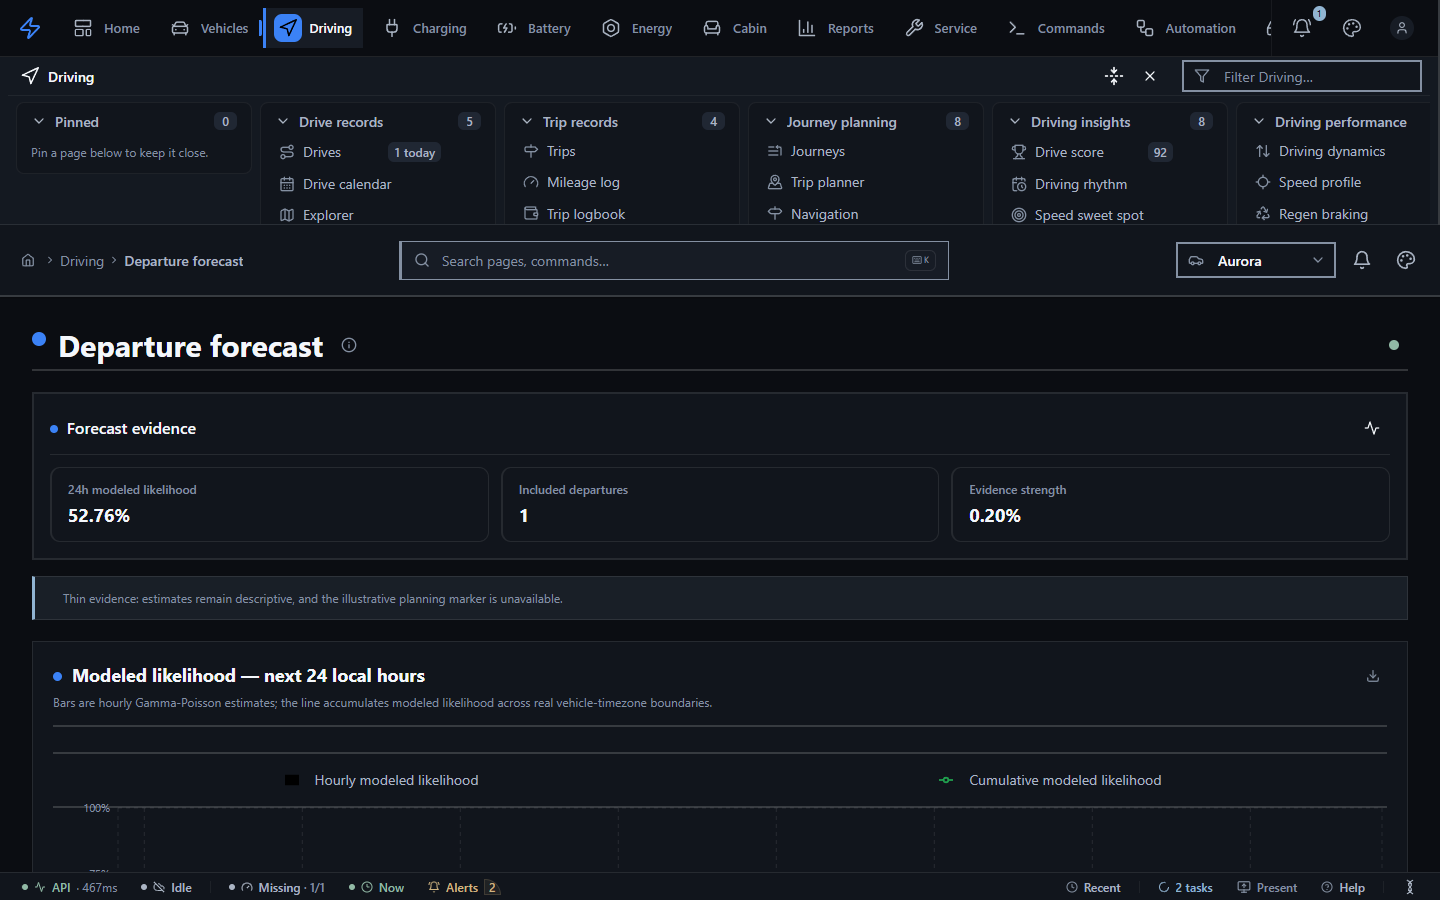 Home
Vehicles
Driving
Charging
Battery
Energy
Cabin
Reports
Service
Commands
Automation
1
Driving
Filter Driving...
Pinned 0
Pin a page below to keep it close.
Drive records 5
Drives 1 today
Drive calendar
Explorer
Trip records 4
Trips
Mileage log
Trip logbook
Journey planning 8
Journeys
Trip planner
Navigation
Driving insights 8
Drive score 92
Driving rhythm
Speed sweet spot
Driving performance
Driving dynamics
Speed profile
Regen braking
Driving
Departure forecast
Search pages, commands...
K
Aurora
Departure forecast
Forecast evidence
24h modeled likelihood
52.76%
Included departures
1
Evidence strength
0.20%
Thin evidence: estimates remain descriptive, and the illustrative planning marker is unavailable.
Modeled likelihood — next 24 local hours
Bars are hourly Gamma-Poisson estimates; the line accumulates modeled likelihood across real vehicle-timezone boundaries.
Hourly modeled likelihood
Cumulative modeled likelihood
100%
75%
API · 467ms
Idle
Missing · 1/1
Now
Alerts 2
Recent
2 tasks
Present
Help